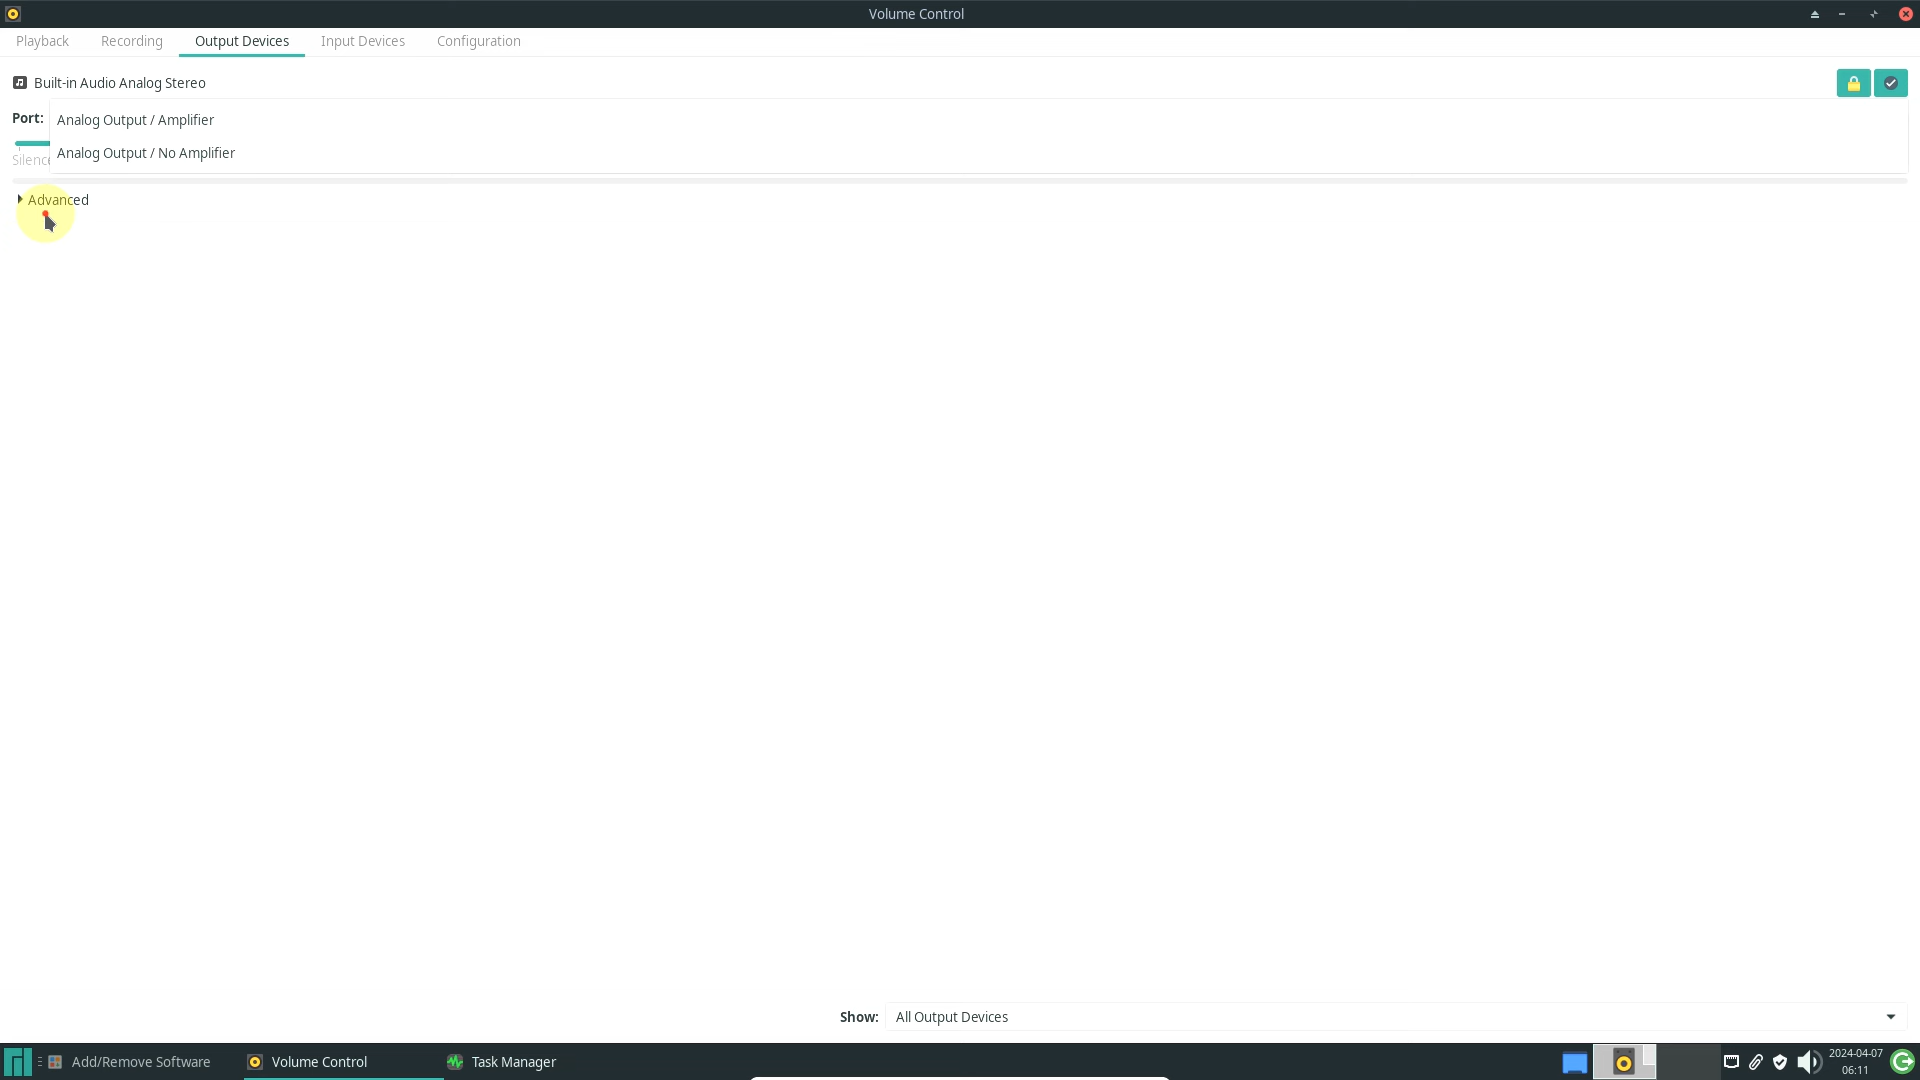 Volume Control
Playback Recording Output Devices Input Devices Configuration
Built-in Audio Analog Stereo
Port: Analog Output / Amplifier
Analog Output / No Amplifier
Silence
Advanced
Show: All Output Devices
Add/Remove Software Volume Control Task Manager
2024-04-07
06:11